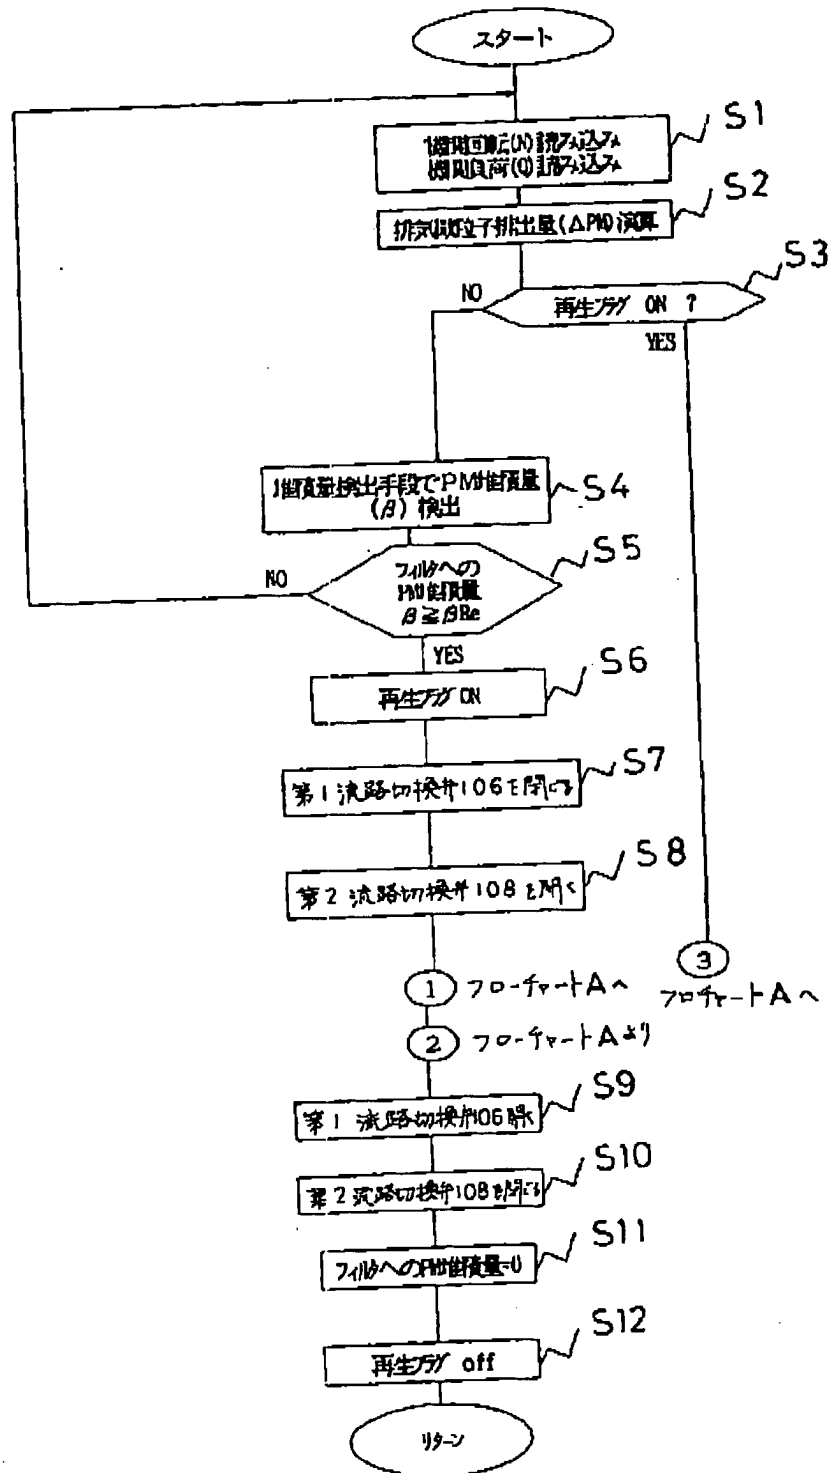 スタート
機関回転(N)読み込み
機関負荷(Q)読み込み
S1
排気微粒子排出量(ΔPM)演算
S2
再生フラグ ON ?
S3
NO
YES
堆積量検出手段でPM堆積量
(β) 検出
S4
フィルタへの
PM堆積量
β≧βRe
S5
NO
YES
再生フラグ ON
S6
第1流路切換弁106を閉じる
S7
第2流路切換弁108を開く
S8
1 フローチャートAへ
3
フローチャートAへ
2 フローチャートAより
第1流路切換弁106開く
S9
第2流路切換弁108を閉じる
S10
フィルタへのPM堆積量=0
S11
再生フラグ off
S12
リターン